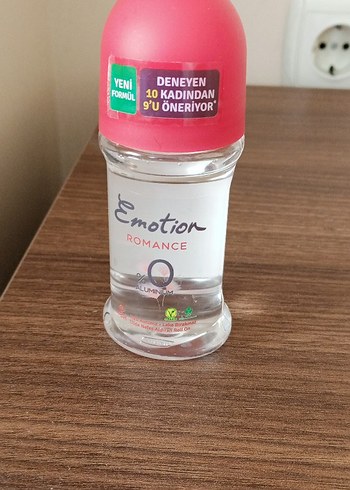 YENİ
FORMÜL
DENEYEN
10 KADINDAN
9'U ÖNERİYOR*
Emotion
ROMANCE
%0
ALUMINIUM